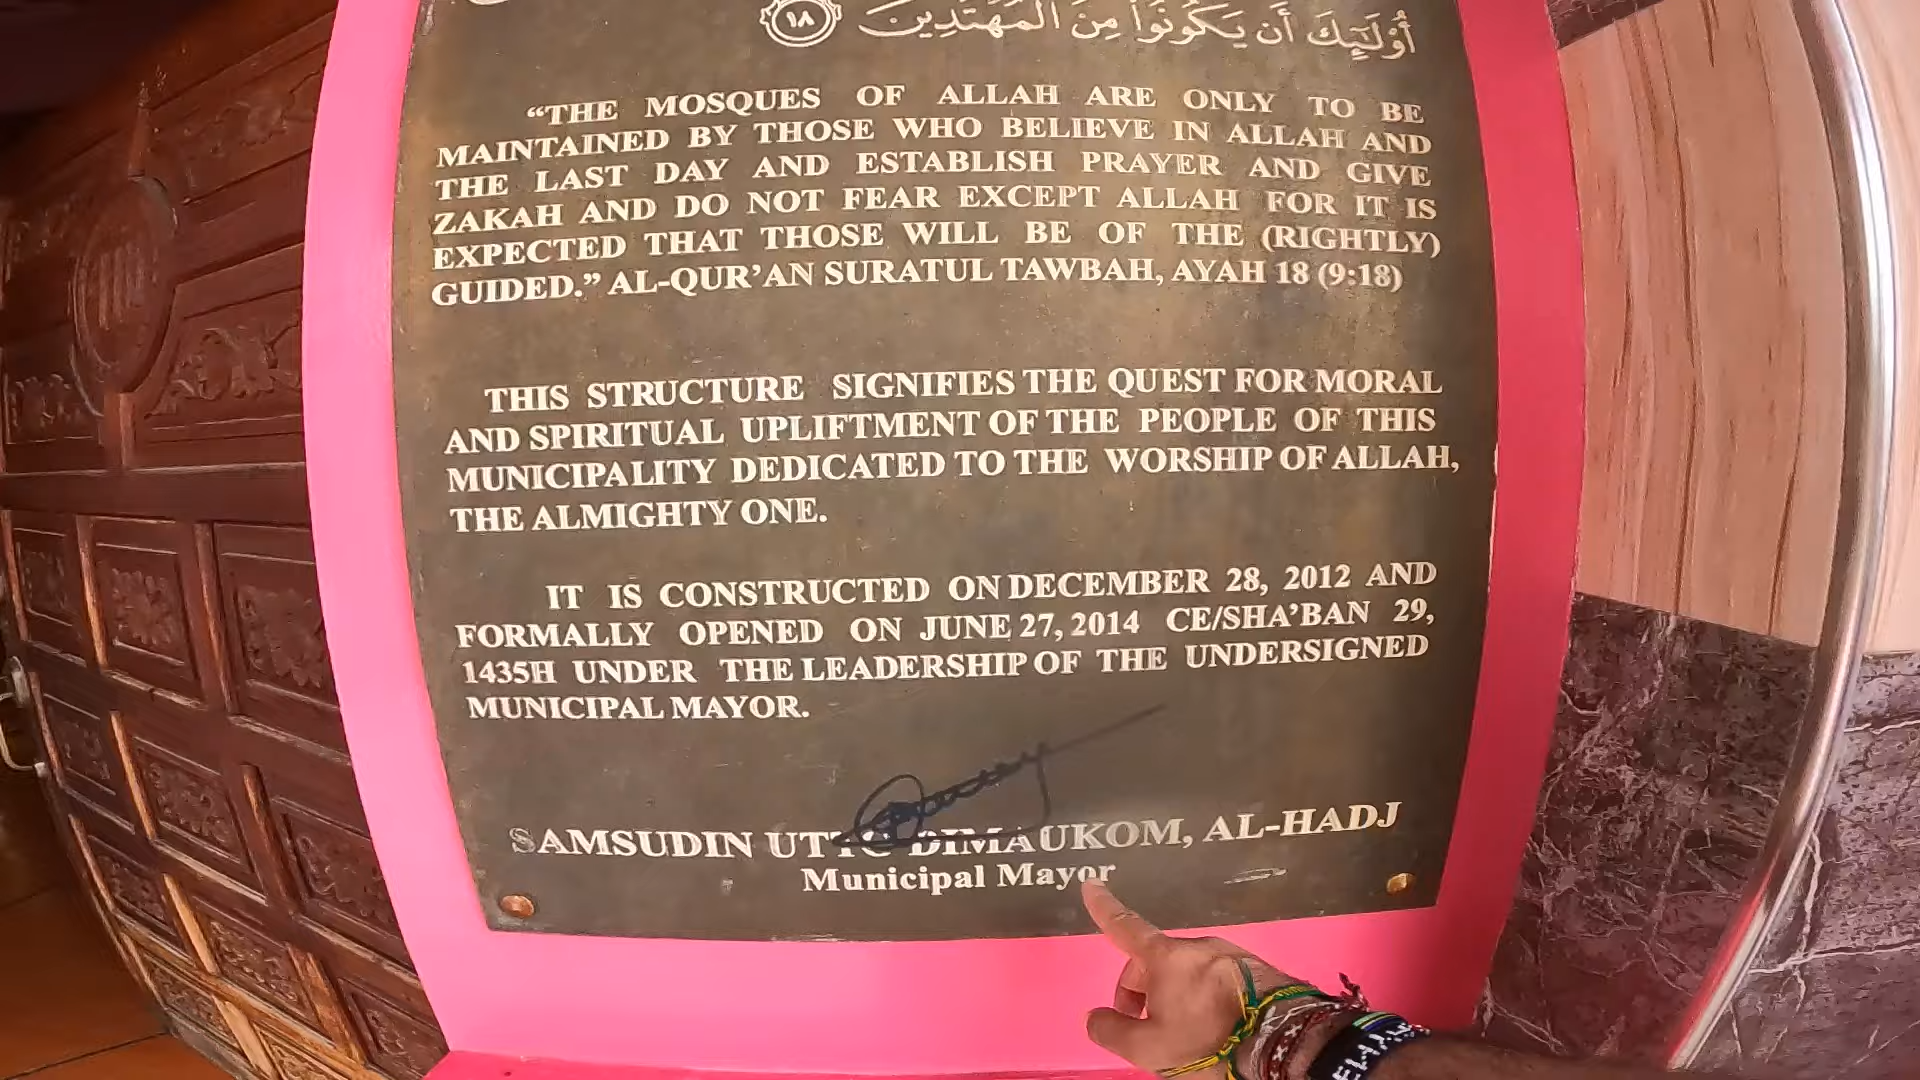 أُوْلَٰٓئِكَ أَن يَكُونُوا۟ مِنَ ٱلْمُهْتَدِينَ ١٨
“THE MOSQUES OF ALLAH ARE ONLY TO BE
MAINTAINED BY THOSE WHO BELIEVE IN ALLAH AND
THE LAST DAY AND ESTABLISH PRAYER AND GIVE
ZAKAH AND DO NOT FEAR EXCEPT ALLAH FOR IT IS
EXPECTED THAT THOSE WILL BE OF THE (RIGHTLY)
GUIDED.” AL-QUR’AN SURATUL TAWBAH, AYAH 18 (9:18)
THIS STRUCTURE SIGNIFIES THE QUEST FOR MORAL
AND SPIRITUAL UPLIFTMENT OF THE PEOPLE OF THIS
MUNICIPALITY DEDICATED TO THE WORSHIP OF ALLAH,
THE ALMIGHTY ONE.
IT IS CONSTRUCTED ON DECEMBER 28, 2012 AND
FORMALLY OPENED ON JUNE 27, 2014 CE/SHA’BAN 29,
1435H UNDER THE LEADERSHIP OF THE UNDERSIGNED
MUNICIPAL MAYOR.
SAMSUDIN UTTO DIMAUKOM, AL-HADJ
Municipal Mayor